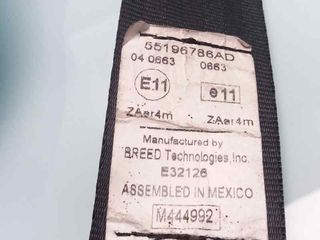 55196786AD
04 0663 0663
E11 e11
ZAer4m ZAer4m
Manufactured by
BREED Technologies, Inc.
E32126
ASSEMBLED IN MEXICO
M444992